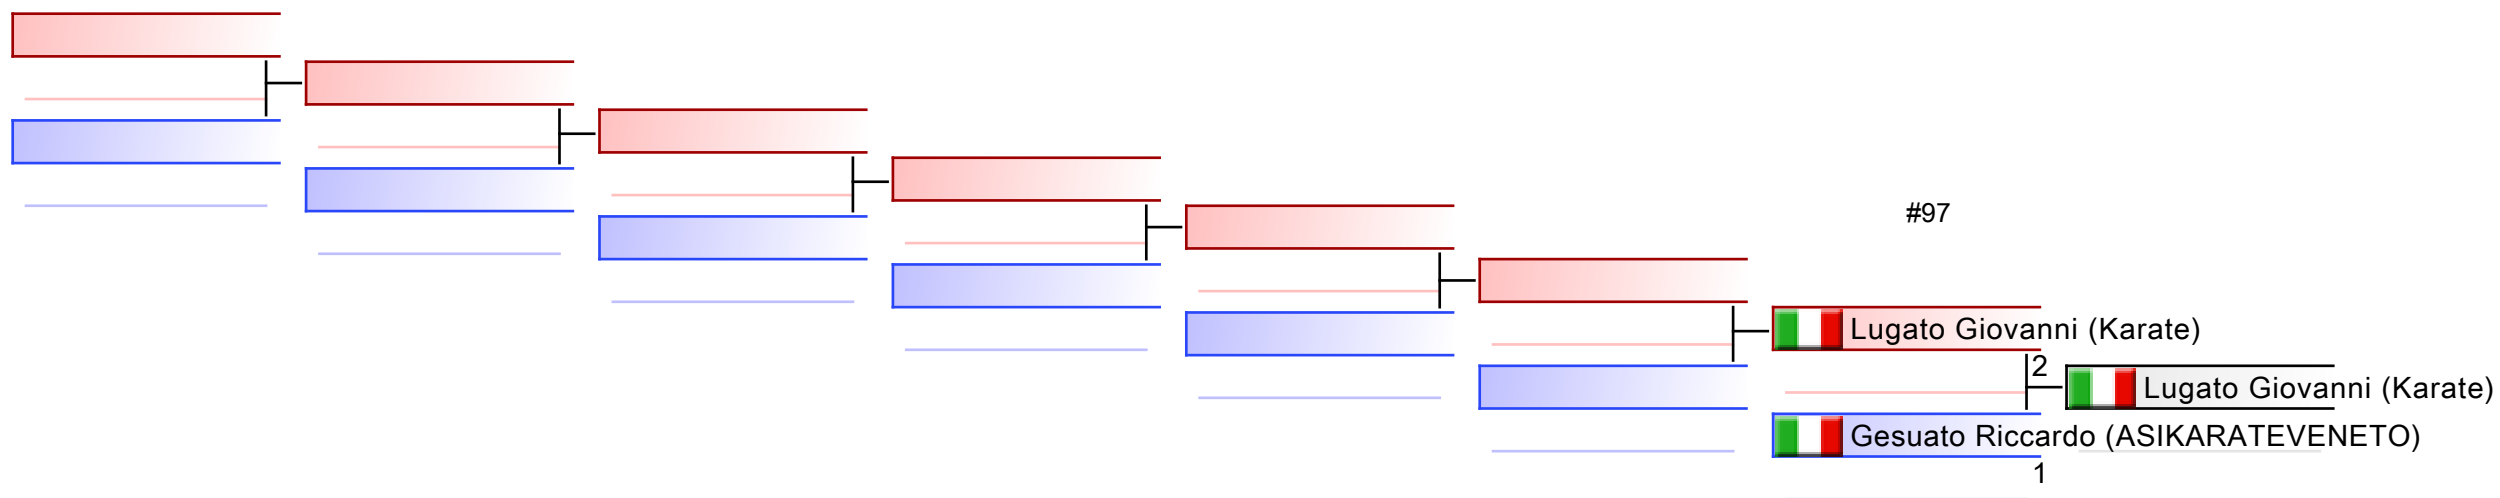 #97
Lugato Giovanni (Karate)
2
Lugato Giovanni (Karate)
Gesuato Riccardo (ASIKARATEVENETO)
1